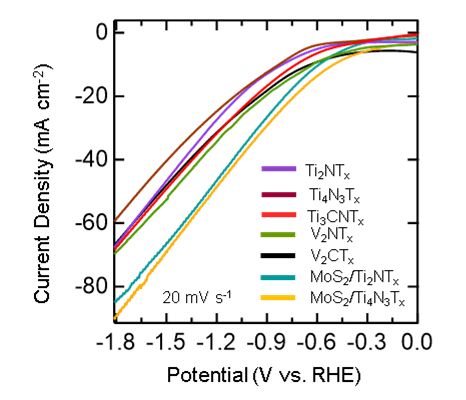 0
-20
-40
-60
-80
Current Density (mA cm⁻²)
Ti₂NTₓ
Ti₄N₃Tₓ
Ti₃CNTₓ
V₂NTₓ
V₂CTₓ
MoS₂/Ti₂NTₓ
MoS₂/Ti₄N₃Tₓ
20 mV s⁻¹
-1.8 -1.5 -1.2 -0.9 -0.6 -0.3 0.0
Potential (V vs. RHE)